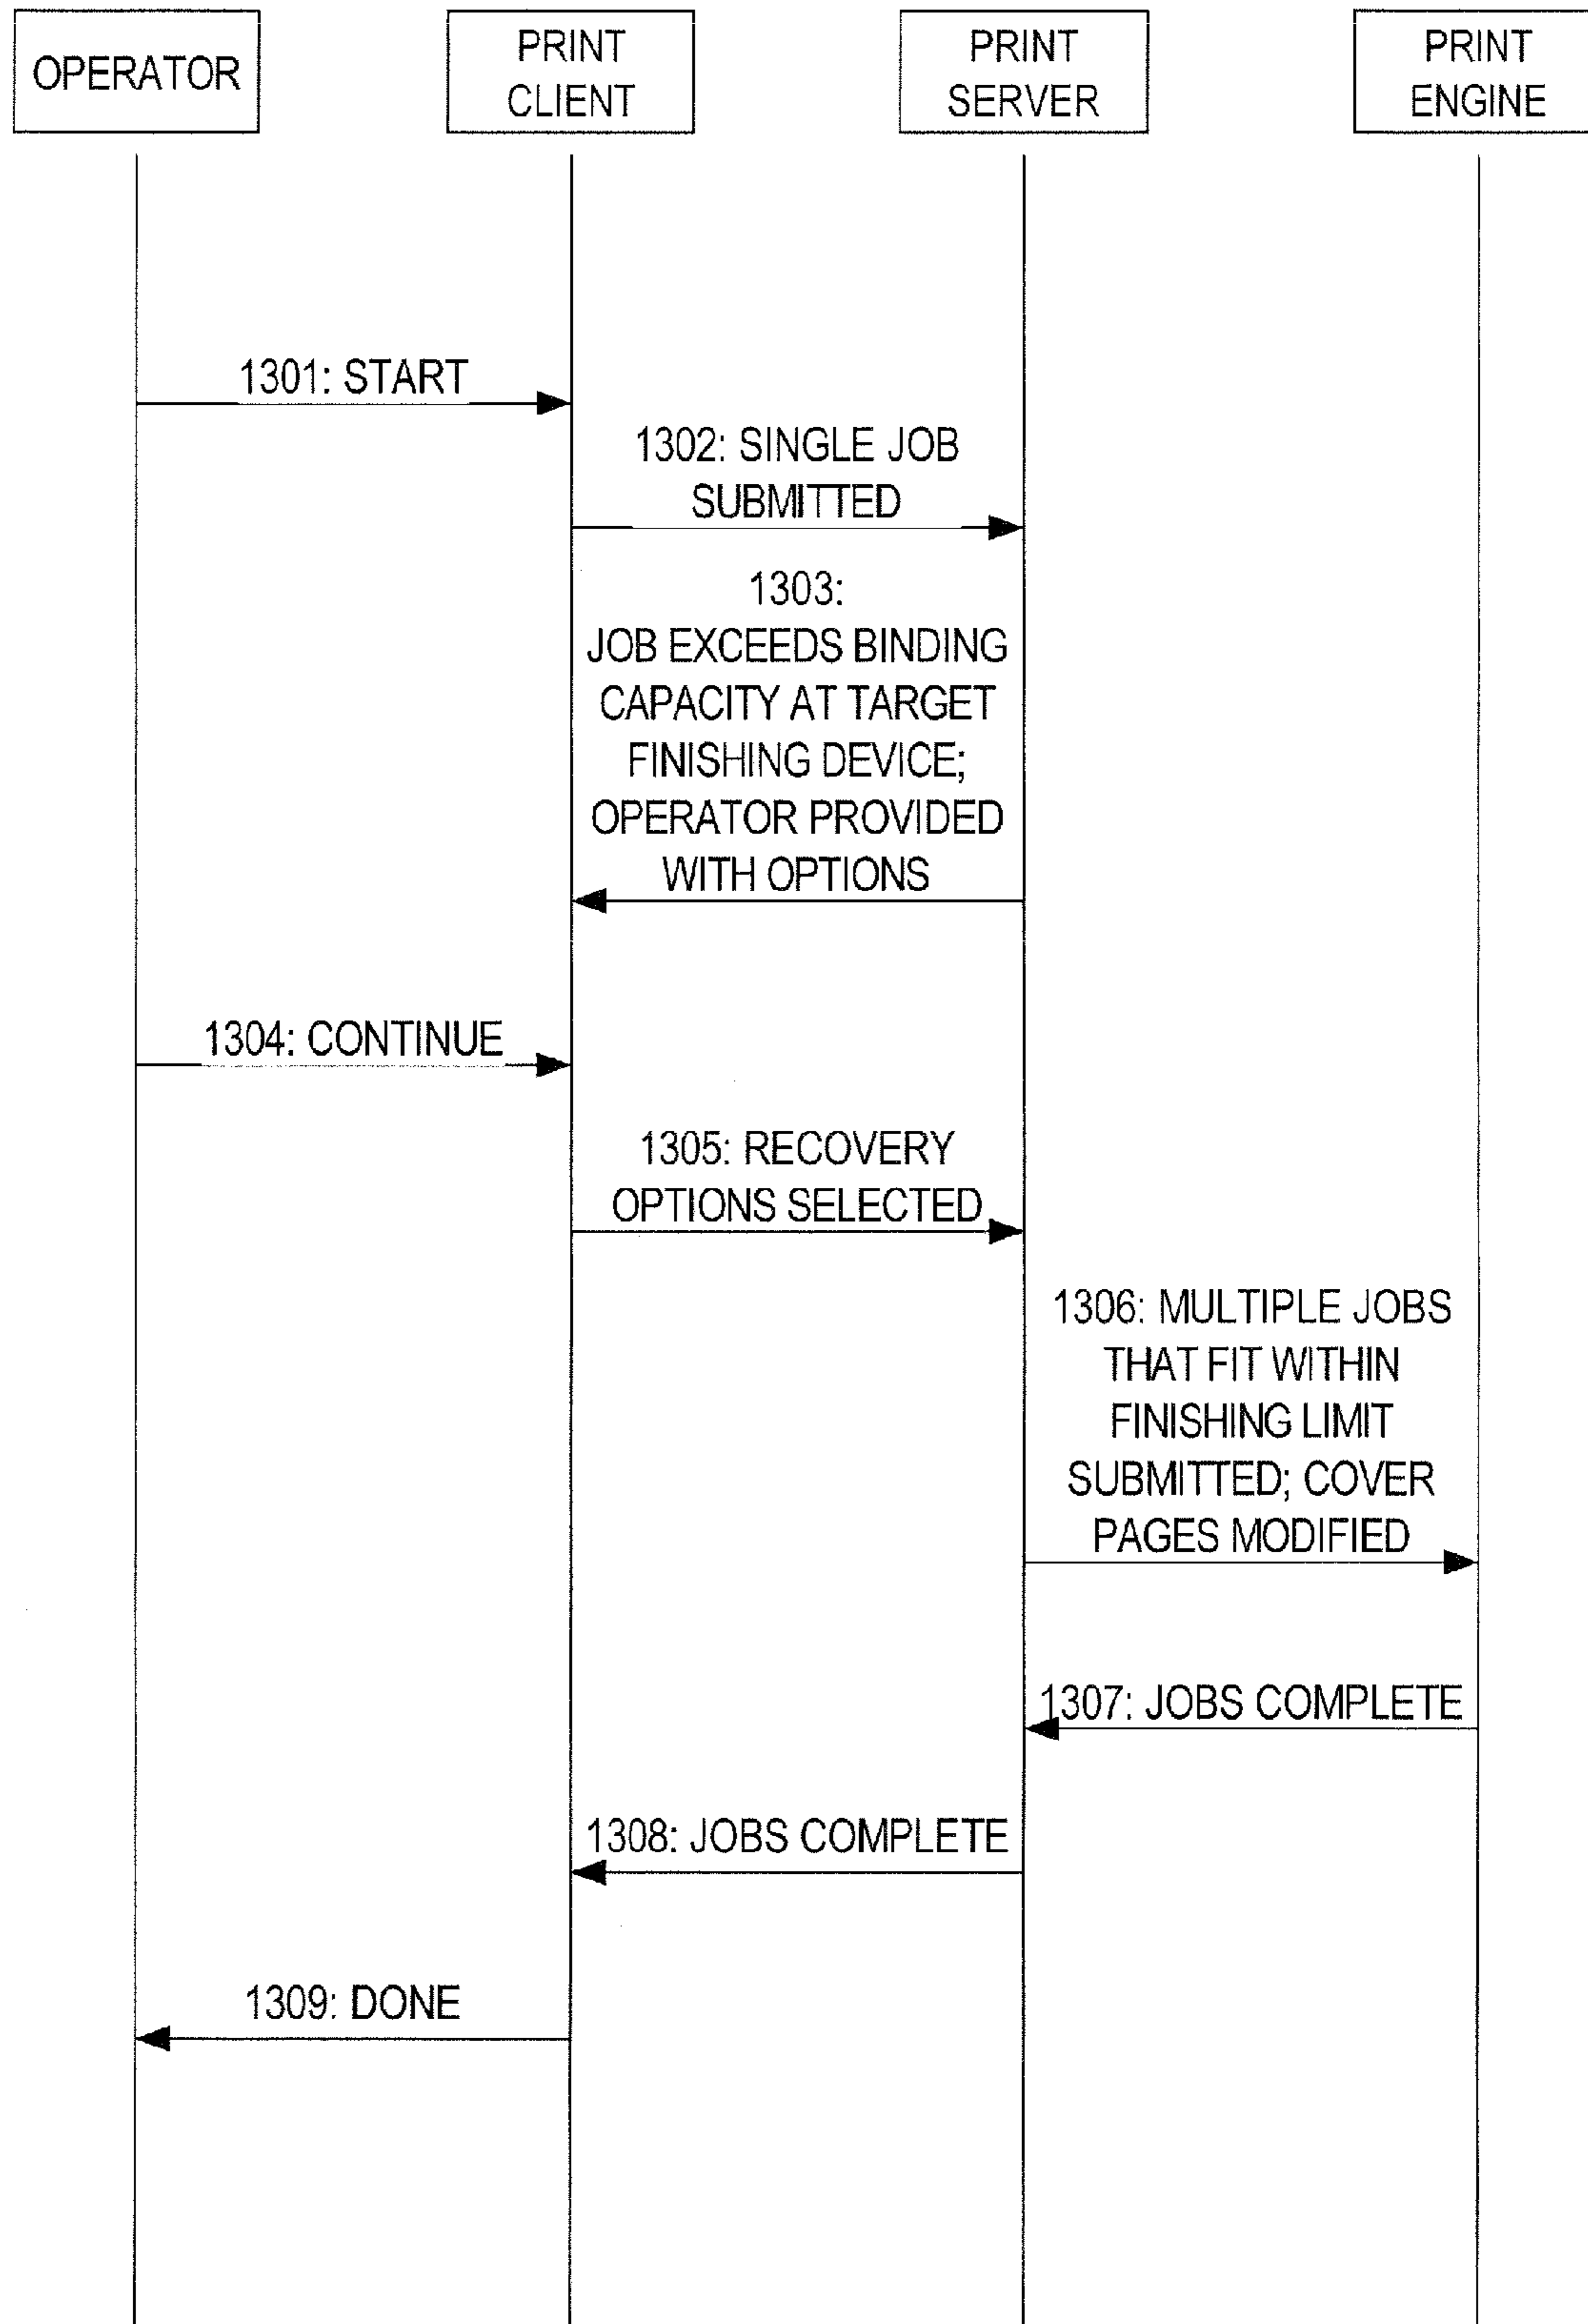 OPERATOR
PRINT
CLIENT
PRINT
SERVER
PRINT
ENGINE
1301: START
1302: SINGLE JOB
SUBMITTED
1303:
JOB EXCEEDS BINDING
CAPACITY AT TARGET
FINISHING DEVICE;
OPERATOR PROVIDED
WITH OPTIONS
1304: CONTINUE
1305: RECOVERY
OPTIONS SELECTED
1306: MULTIPLE JOBS
THAT FIT WITHIN
FINISHING LIMIT
SUBMITTED; COVER
PAGES MODIFIED
1307: JOBS COMPLETE
1308: JOBS COMPLETE
1309: DONE